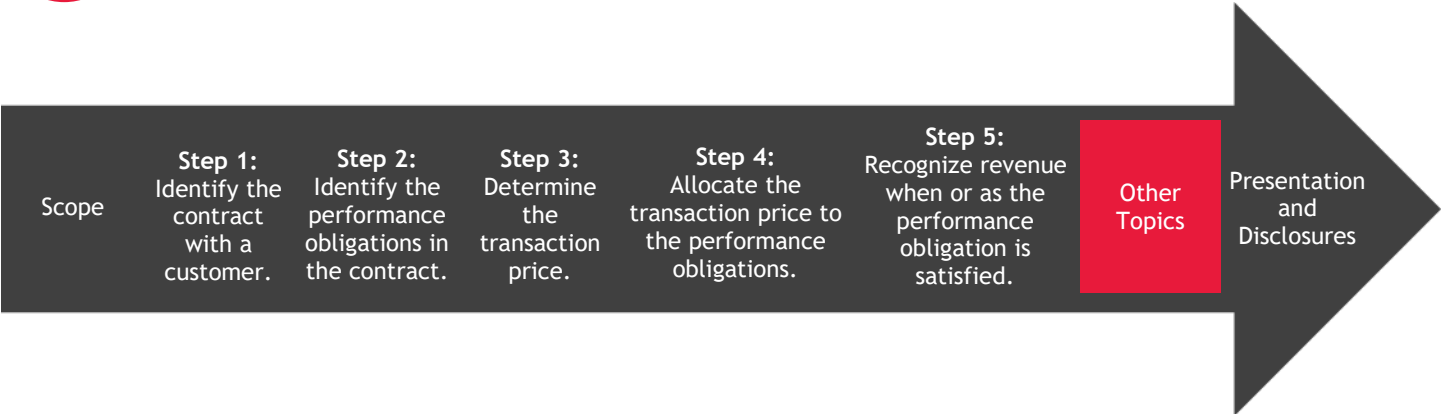 Scope
Step 1:
Identify the
contract
with a
customer.
Step 2:
Identify the
performance
obligations in
the contract.
Step 3:
Determine
the
transaction
price.
Step 4:
Allocate the
transaction price to
the performance
obligations.
Step 5:
Recognize revenue
when or as the
performance
obligation is
satisfied.
Other
Topics
Presentation
and
Disclosures